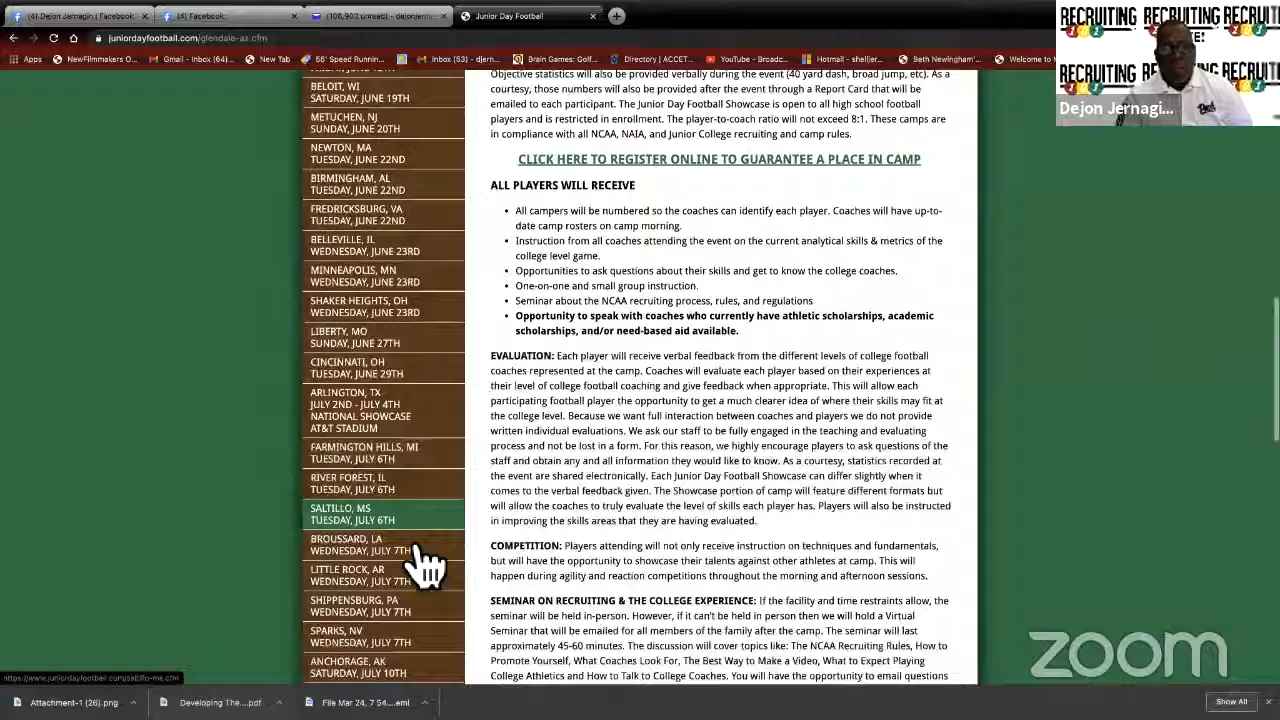 (4) Dejon Jernagin | Facebook
(4) Facebook
(108,903 unread) - dejonjerna
Junior Day Football
juniordayfootball.com/glendale-az.cfm
Apps
NewFilmmakers O...
Gmail - Inbox (64)...
New Tab
56' Speed Runnin...
Inbox (53) - djern...
Brain Games: Golf...
Directory | ACCET...
YouTube - Broadc...
Hotmail - shelljer...
Beth Newingham'...
Welcome to
RECRUITING RECRUITING RECRUIT
RECRUITING RECRUIT
Dejon Jernagi...
BELOIT, WI
SATURDAY, JUNE 19TH
METUCHEN, NJ
SUNDAY, JUNE 20TH
NEWTON, MA
TUESDAY, JUNE 22ND
BIRMINGHAM, AL
TUESDAY, JUNE 22ND
FREDRICKSBURG, VA
TUESDAY, JUNE 22ND
BELLEVILLE, IL
WEDNESDAY, JUNE 23RD
MINNEAPOLIS, MN
WEDNESDAY, JUNE 23RD
SHAKER HEIGHTS, OH
WEDNESDAY, JUNE 23RD
LIBERTY, MO
SUNDAY, JUNE 27TH
CINCINNATI, OH
TUESDAY, JUNE 29TH
ARLINGTON, TX
JULY 2ND - JULY 4TH
NATIONAL SHOWCASE
AT&T STADIUM
FARMINGTON HILLS, MI
TUESDAY, JULY 6TH
RIVER FOREST, IL
TUESDAY, JULY 6TH
SALTILLO, MS
TUESDAY, JULY 6TH
BROUSSARD, LA
WEDNESDAY, JULY 7TH
LITTLE ROCK, AR
WEDNESDAY, JULY 7TH
SHIPPENSBURG, PA
WEDNESDAY, JULY 7TH
SPARKS, NV
WEDNESDAY, JULY 7TH
ANCHORAGE, AK
SATURDAY, JULY 10TH
Objective statistics will also be provided verbally during the event (40 yard dash, broad jump, etc). As a
courtesy, those numbers will also be provided after the event through a Report Card that will be
emailed to each participant. The Junior Day Football Showcase is open to all high school football
players and is restricted in enrollment. The player-to-coach ratio will not exceed 8:1. These camps are
in compliance with all NCAA, NAIA, and Junior College recruiting and camp rules.
CLICK HERE TO REGISTER ONLINE TO GUARANTEE A PLACE IN CAMP
ALL PLAYERS WILL RECEIVE
• All campers will be numbered so the coaches can identify each player. Coaches will have up-to-
date camp rosters on camp morning.
• Instruction from all coaches attending the event on the current analytical skills & metrics of the
college level game.
• Opportunities to ask questions about their skills and get to know the college coaches.
• One-on-one and small group instruction.
• Seminar about the NCAA recruiting process, rules, and regulations
• Opportunity to speak with coaches who currently have athletic scholarships, academic
scholarships, and/or need-based aid available.
EVALUATION: Each player will receive verbal feedback from the different levels of college football
coaches represented at the camp. Coaches will evaluate each player based on their experiences at
their level of college football coaching and give feedback when appropriate. This will allow each
participating football player the opportunity to get a much clearer idea of where their skills may fit at
the college level. Because we want full interaction between coaches and players we do not provide
written individual evaluations. We ask our staff to be fully engaged in the teaching and evaluating
process and not be lost in a form. For this reason, we highly encourage players to ask questions of the
staff and obtain any and all information they would like to know. As a courtesy, statistics recorded at
the event are shared electronically. Each Junior Day Football Showcase can differ slightly when it
comes to the verbal feedback given. The Showcase portion of camp will feature different formats but
will allow the coaches to truly evaluate the level of skills each player has. Players will also be instructed
in improving the skills areas that they are having evaluated.
COMPETITION: Players attending will not only receive instruction on techniques and fundamentals,
but will have the opportunity to showcase their talents against other athletes at camp. This will
happen during agility and reaction competitions throughout the morning and afternoon sessions.
SEMINAR ON RECRUITING & THE COLLEGE EXPERIENCE: If the facility and time restraints allow, the
seminar will be held in-person. However, if it can't be held in person then we will hold a Virtual
Seminar that will be emailed for all members of the family after the camp. The seminar will last
approximately 45-60 minutes. The discussion will cover topics like: The NCAA Recruiting Rules, How to
Promote Yourself, What Coaches Look For, The Best Way to Make a Video, What to Expect Playing
College Athletics and How to Talk to College Coaches. You will have the opportunity to email questions
https://www.juniordayfootball.com/saltillo-ms.cfm
zoom
Attachment-1 (26).png
Developing The....pdf
File Mar 24, 7 54....eml
Show All